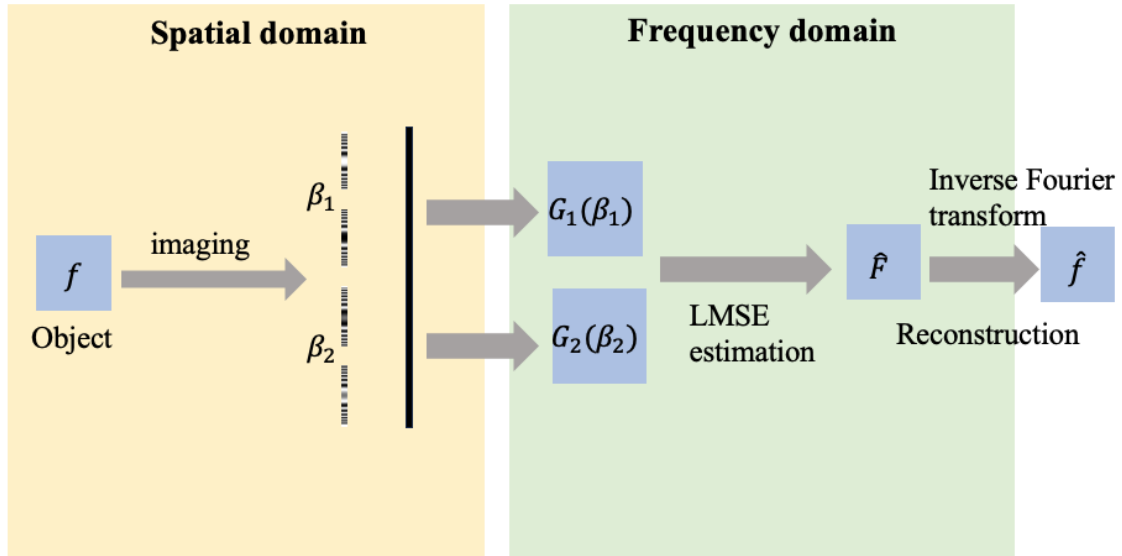 Spatial domain
Frequency domain
β₁
imaging
f
Object
β₂
G₁(β₁)
G₂(β₂)
LMSE
estimation
F̂
Inverse Fourier
transform
f̂
Reconstruction